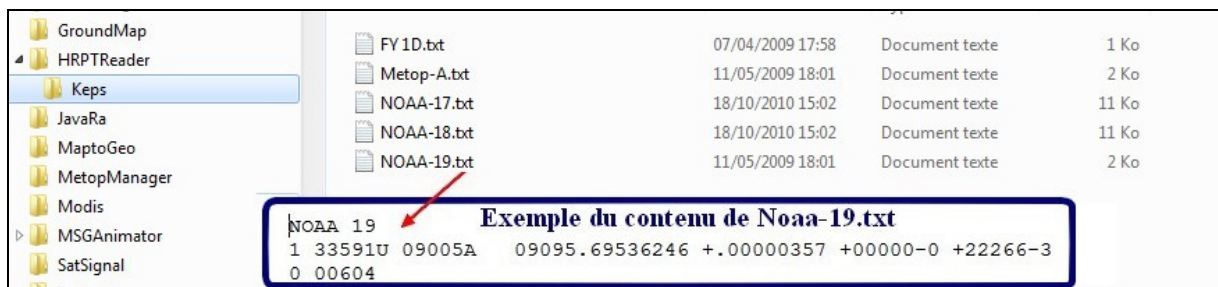 GroundMap
HRPTReader
Keps
JavaRa
MaptoGeo
MetopManager
Modis
MSGAnimator
SatSignal
FY 1D.txt 07/04/2009 17:58 Document texte 1 Ko
Metop-A.txt 11/05/2009 18:01 Document texte 2 Ko
NOAA-17.txt 18/10/2010 15:02 Document texte 11 Ko
NOAA-18.txt 18/10/2010 15:02 Document texte 11 Ko
NOAA-19.txt 11/05/2009 18:01 Document texte 2 Ko
Exemple du contenu de Noaa-19.txt
NOAA 19
1 33591U 09005A 09095.69536246 +.00000357 +00000-0 +22266-3
0 00604